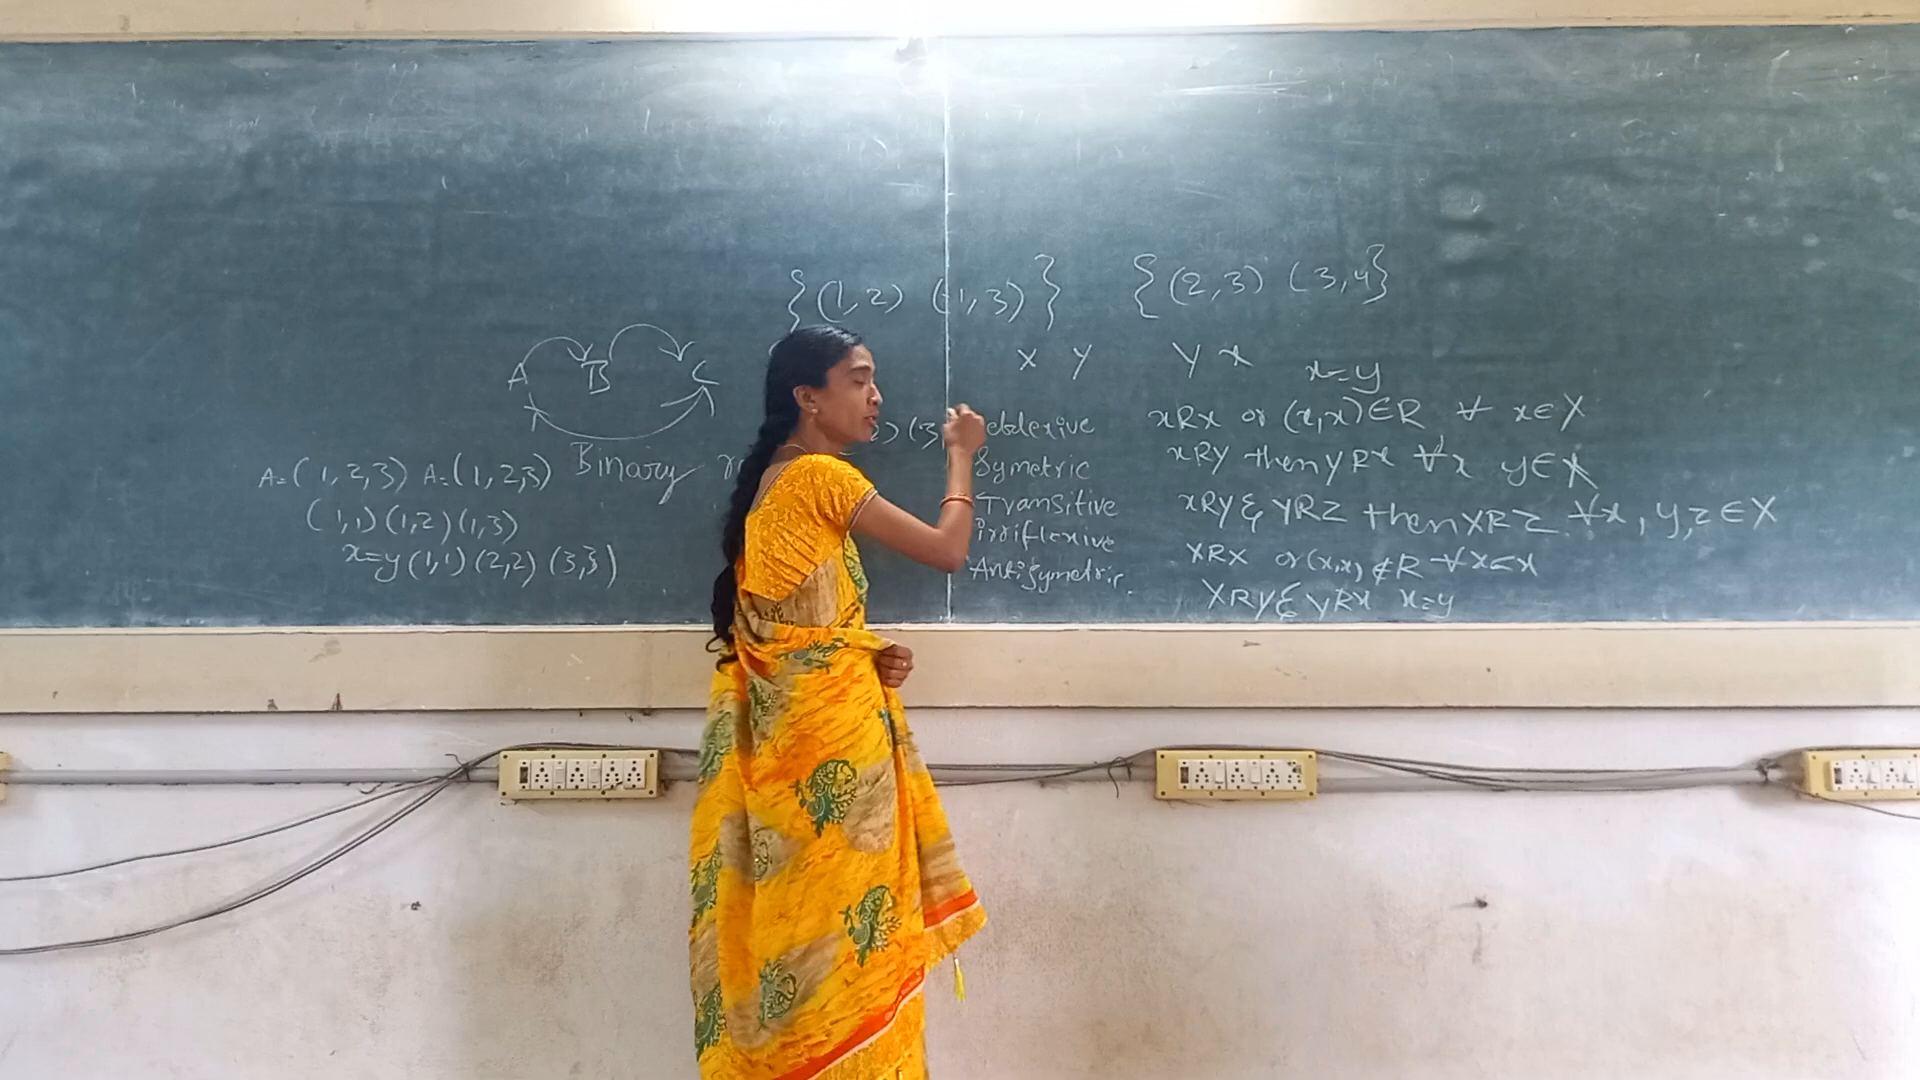 {(1,2) (1,3)} {(2,3) (3,4}
A B C
x y y x x=y
2) (3,
xRx or (x,x)∈R ∀ x∈X
Binary
Symetric xRy then yRx ∀x y∈X
A=(1,2,3) A=(1,2,3)
(1,1)(1,2)(1,3)
Transitive xRy & yRz then xRz ∀x, y,z∈X
irriflexive xRx or (x,x)∉R ∀x∈x
x=y(1,1)(2,2)(3,3)
Antisymetric. xRy & yRx x=y